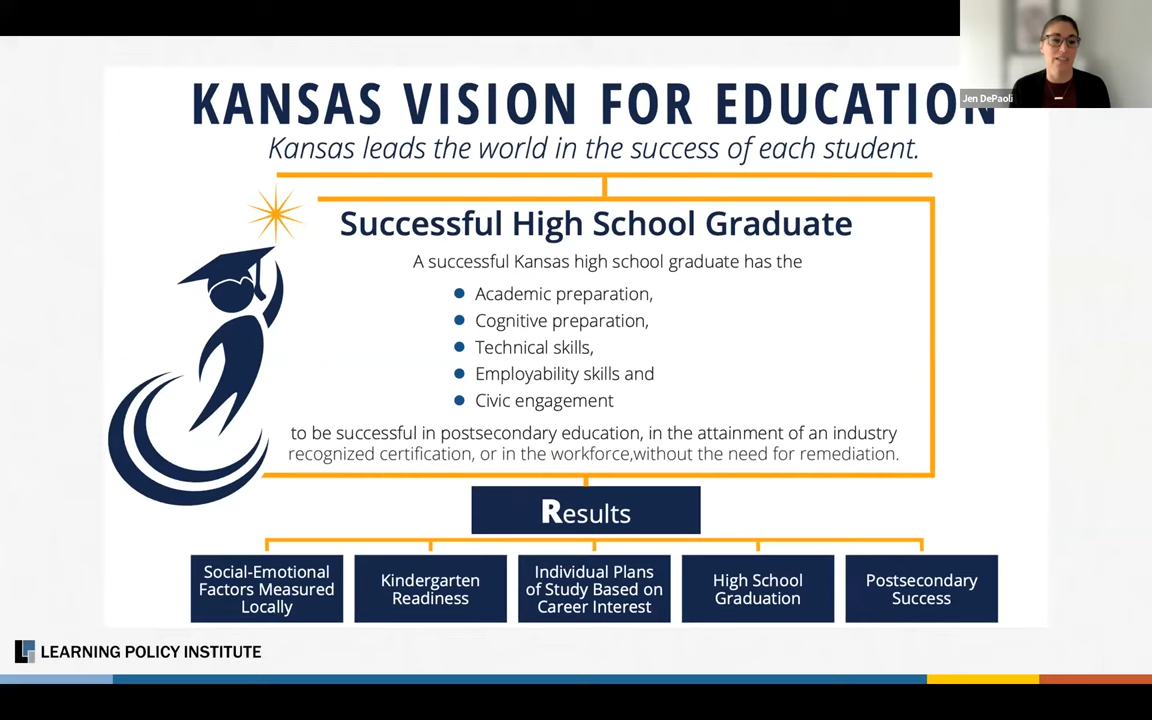 KANSAS VISION FOR EDUCATION
Jen DePaoli
Kansas leads the world in the success of each student.
Successful High School Graduate
A successful Kansas high school graduate has the
Academic preparation,
Cognitive preparation,
Technical skills,
Employability skills and
Civic engagement
to be successful in postsecondary education, in the attainment of an industry
recognized certification, or in the workforce,without the need for remediation.
Results
Social-Emotional
Factors Measured
Locally
Kindergarten
Readiness
Individual Plans
of Study Based on
Career Interest
High School
Graduation
Postsecondary
Success
LEARNING POLICY INSTITUTE